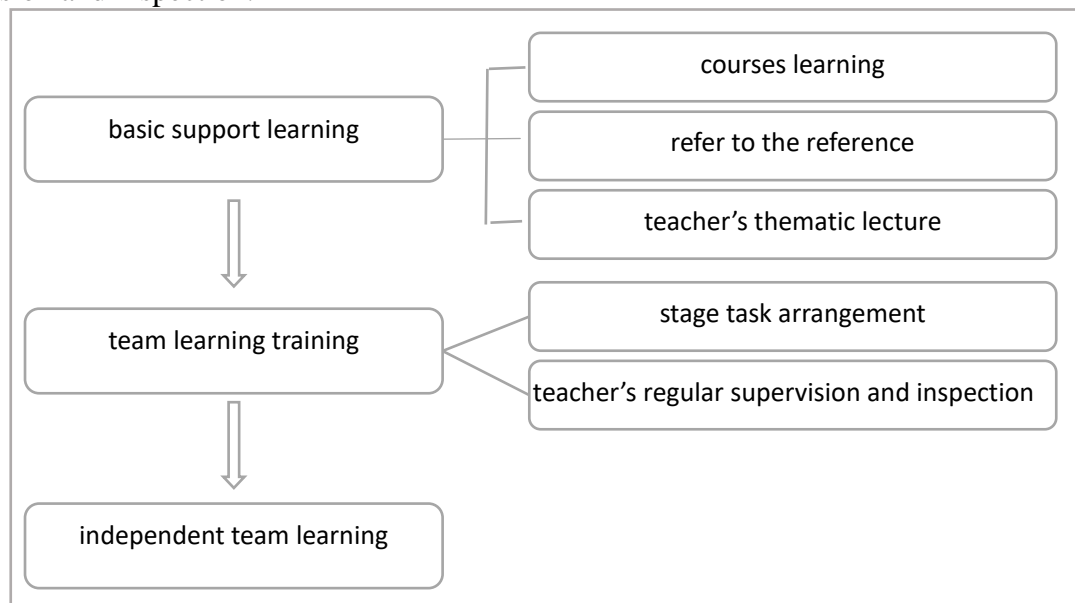 basic support learning
courses learning
refer to the reference
teacher’s thematic lecture
team learning training
stage task arrangement
teacher’s regular supervision and inspection
independent team learning